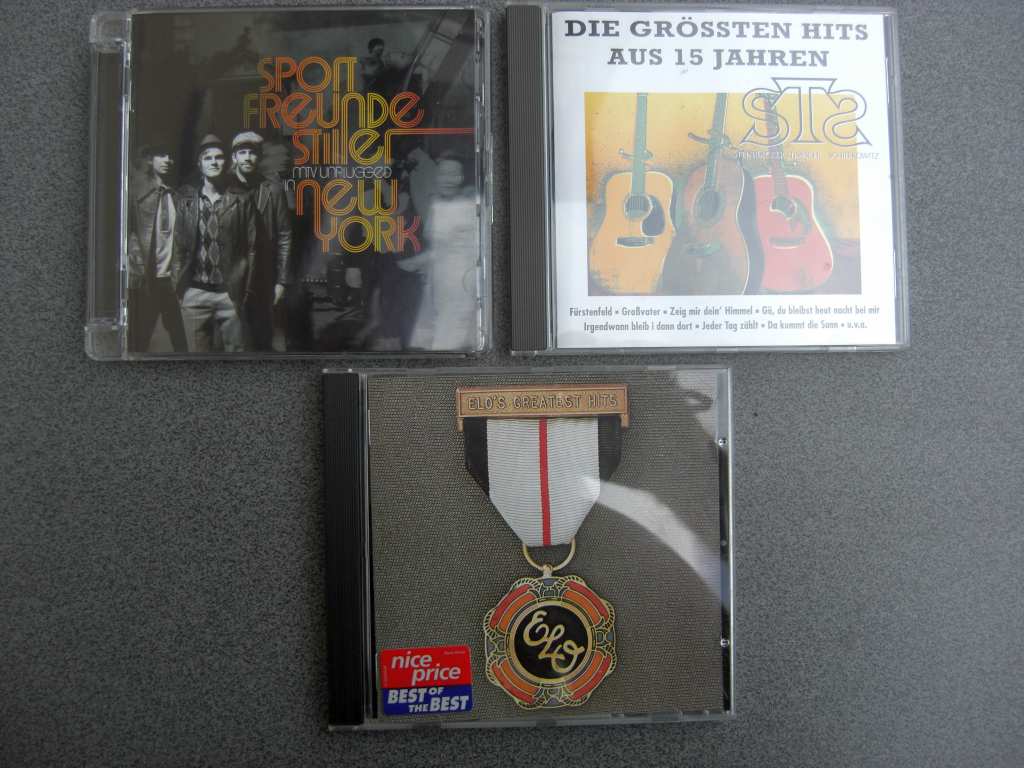 SPORT
FREUNDE
STILLER
MTV UNPLUGGED
IN
NEW
YORK
DIE GRÖSSTEN HITS
AUS 15 JAHREN
STS
Fürstenfeld • Großvater • Zeig mir dein' Himmel • Gö, du bleibst heut nacht bei mir
Irgendwann bleib i dann dort • Jeder Tag zählt • Da kummt die Sonn • u.v.a.
ELO'S GREATEST HITS
ELO
nice
price
BEST OF
THE BEST